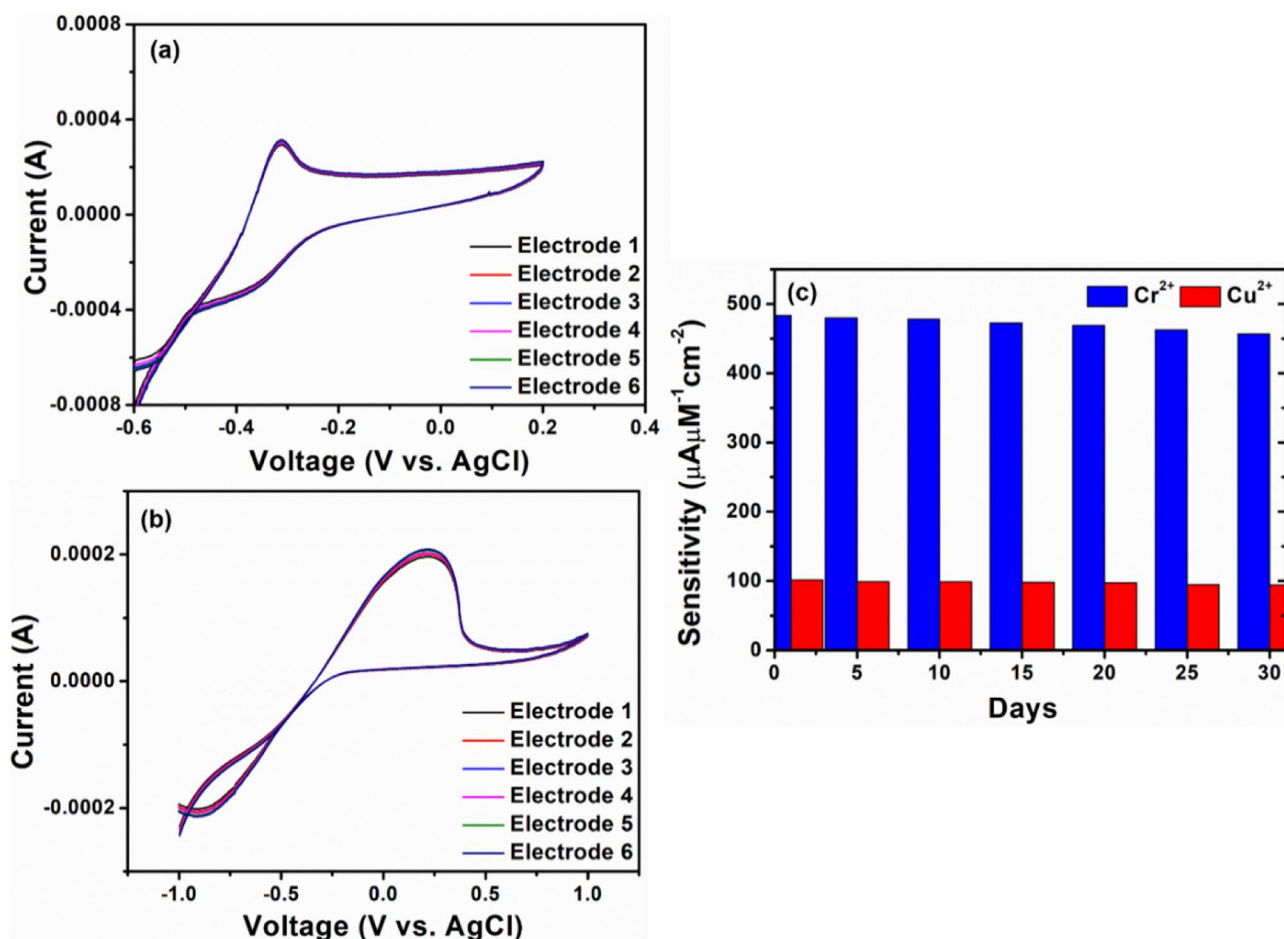 (a)
0.0008
0.0004
0.0000
-0.0004
-0.0008
Current (A)
Electrode 1
Electrode 2
Electrode 3
Electrode 4
Electrode 5
Electrode 6
-0.6 -0.4 -0.2 0.0 0.2 0.4
Voltage (V vs. AgCl)
(b)
0.0002
0.0000
-0.0002
Current (A)
Electrode 1
Electrode 2
Electrode 3
Electrode 4
Electrode 5
Electrode 6
-1.0 -0.5 0.0 0.5 1.0
Voltage (V vs. AgCl)
(c)
Cr²⁺ Cu²⁺
500
400
300
200
100
0
Sensitivity (µAµM⁻¹cm⁻²)
0 5 10 15 20 25 30
Days